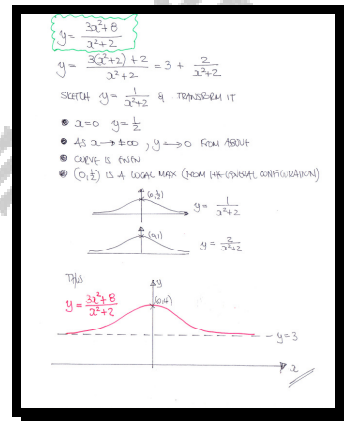 y = (3x²+8)/(x²+2)
y = (3(x²+2)+2)/(x²+2) = 3 + 2/(x²+2)
SKETCH y = 1/(x²+2) & TRANSFORM IT
● x=0 y=1/2
● AS x→±∞, y→0 FROM ABOVE
● CURVE IS EVEN
● (0,1/2) IS A LOCAL MAX (FROM THE GENERAL CONFIGURATION)
(0,1/2)
y = 1/(x²+2)
(0,1)
y = 2/(x²+2)
THUS
y = (3x²+8)/(x²+2)
y
(0,4)
y=3
x